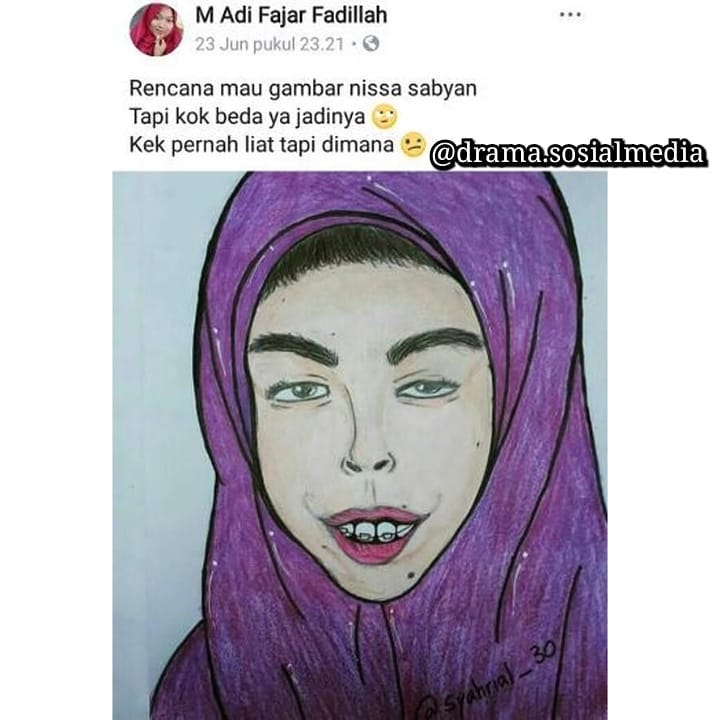 M Adi Fajar Fadillah
23 Jun pukul 23.21 •
Rencana mau gambar nissa sabyan
Tapi kok beda ya jadinya 🙄
Kek pernah liat tapi dimana 😕
@drama.sosialmedia
@syahrial_30